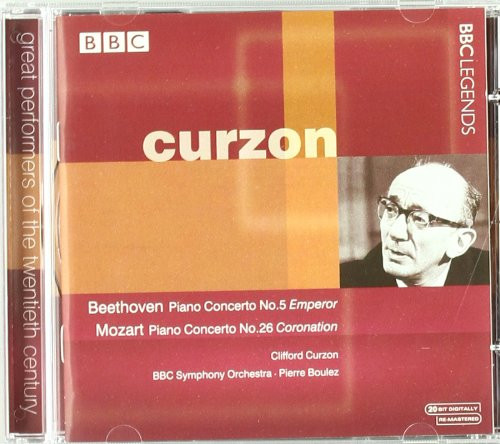 great performers of the twentieth century
BBC
BBC LEGENDS
curzon
Beethoven Piano Concerto No.5 Emperor
Mozart Piano Concerto No.26 Coronation
Clifford Curzon
BBC Symphony Orchestra · Pierre Boulez
20 BIT DIGITALLY
RE-MASTERED